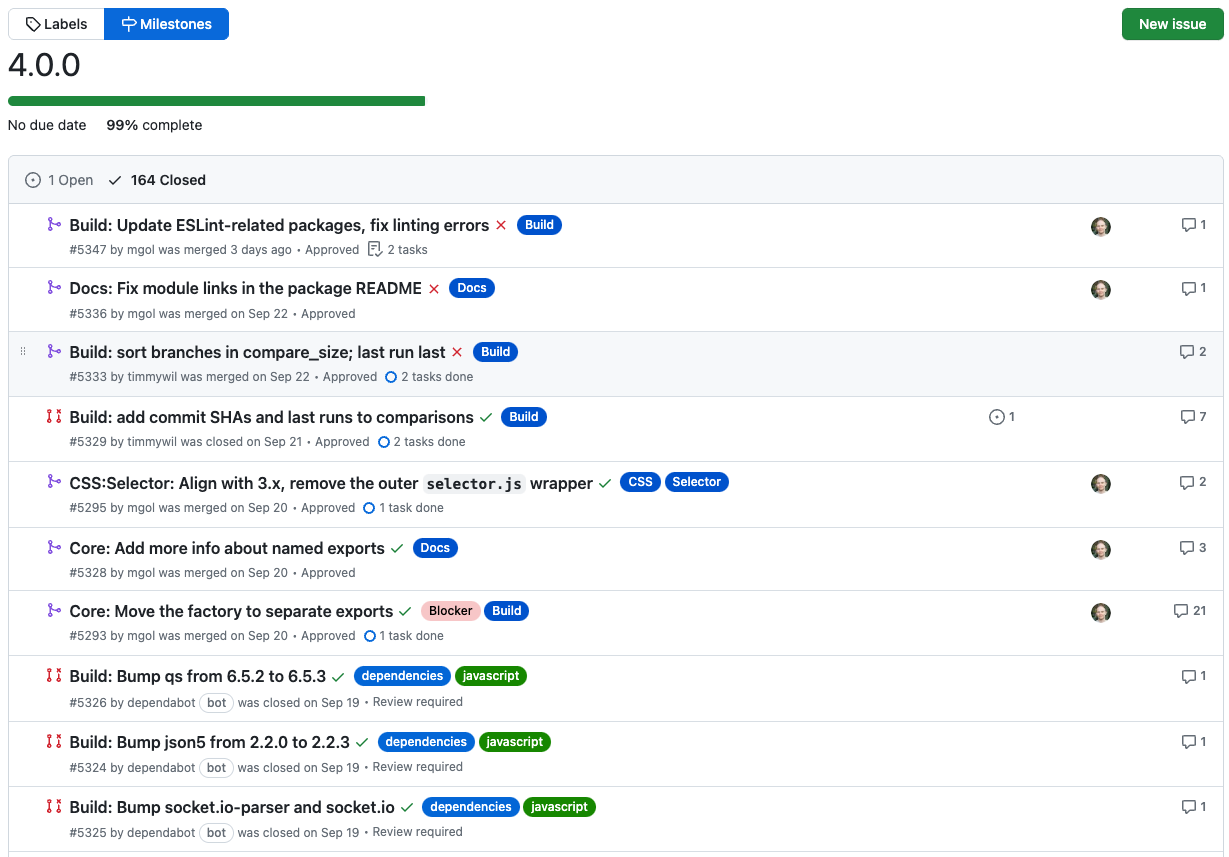 Labels Milestones New issue
4.0.0
No due date 99% complete
1 Open 164 Closed
Build: Update ESLint-related packages, fix linting errors Build 1
#5347 by mgol was merged 3 days ago • Approved 2 tasks
Docs: Fix module links in the package README Docs 1
#5336 by mgol was merged on Sep 22 • Approved
Build: sort branches in compare_size; last run last Build 2
#5333 by timmywil was merged on Sep 22 • Approved 2 tasks done
Build: add commit SHAs and last runs to comparisons Build 1 7
#5329 by timmywil was closed on Sep 21 • Approved 2 tasks done
CSS:Selector: Align with 3.x, remove the outer selector.js wrapper CSS Selector 2
#5295 by mgol was merged on Sep 20 • Approved 1 task done
Core: Add more info about named exports Docs 3
#5328 by mgol was merged on Sep 20 • Approved
Core: Move the factory to separate exports Blocker Build 21
#5293 by mgol was merged on Sep 20 • Approved 1 task done
Build: Bump qs from 6.5.2 to 6.5.3 dependencies javascript 1
#5326 by dependabot bot was closed on Sep 19 • Review required
Build: Bump json5 from 2.2.0 to 2.2.3 dependencies javascript 1
#5324 by dependabot bot was closed on Sep 19 • Review required
Build: Bump socket.io-parser and socket.io dependencies javascript 1
#5325 by dependabot bot was closed on Sep 19 • Review required